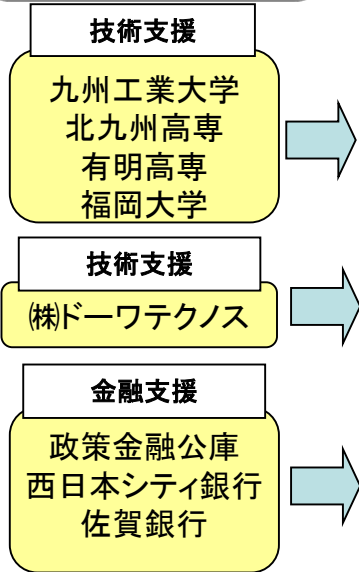 技術支援
九州工業大学
北九州高専
有明高専
福岡大学
技術支援
㈱ドーワテクノス
金融支援
政策金融公庫
西日本シティ銀行
佐賀銀行